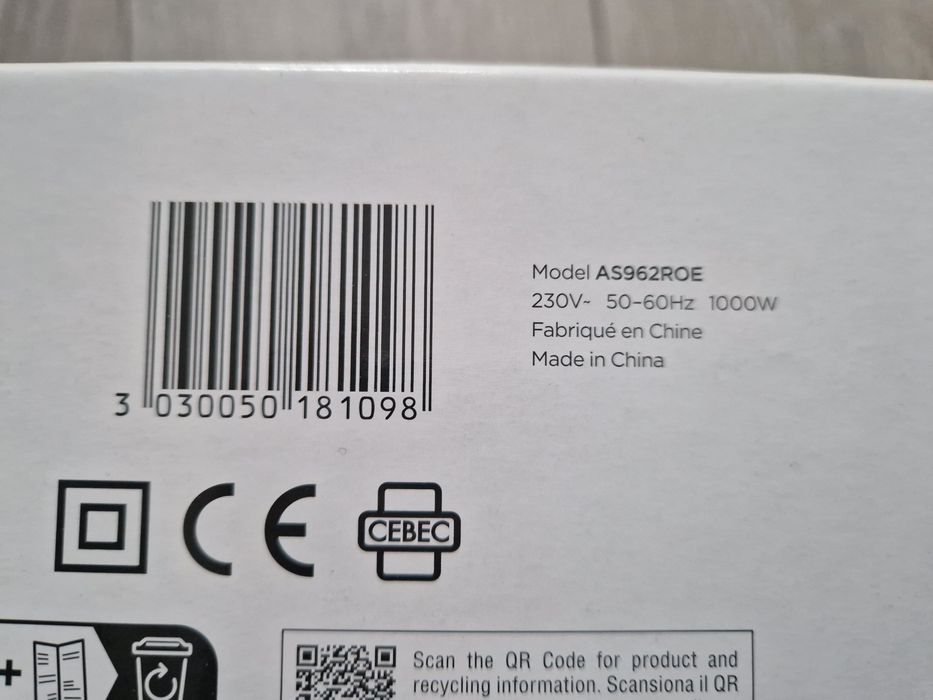 Model AS962ROE
230V~ 50-60Hz 1000W
Fabriqué en Chine
Made in China
3 030050 181098
CE
CEBEC
+
Scan the QR Code for product and
recycling information. Scansiona il QR